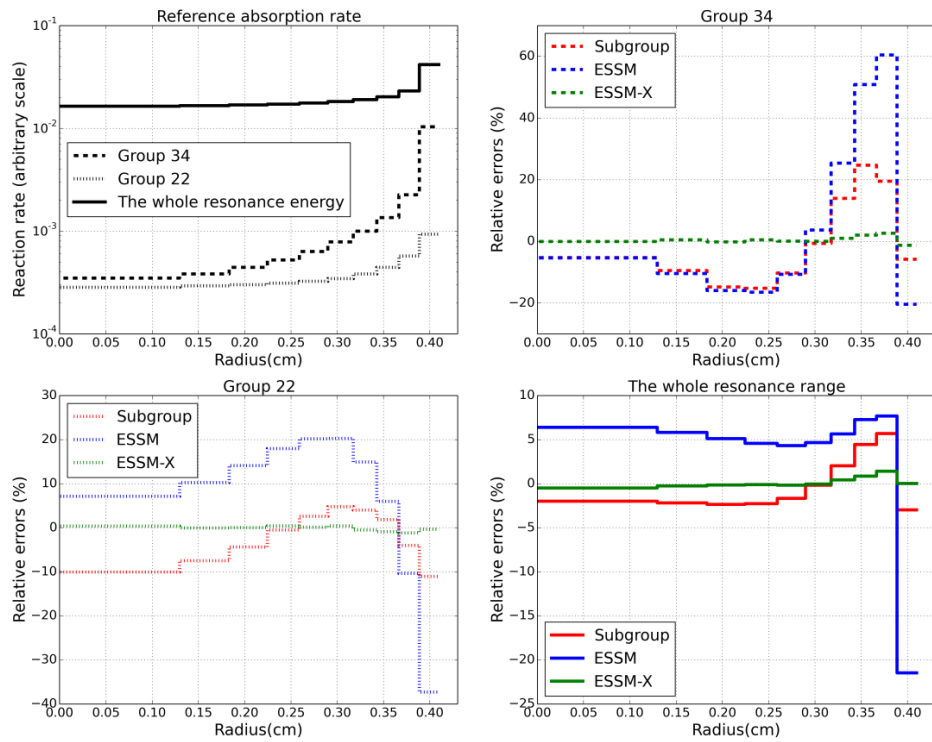 Reference absorption rate
Reaction rate (arbitrary scale)
10^-1
10^-2
10^-3
10^-4
Group 34
Group 22
The whole resonance energy
0.00 0.05 0.10 0.15 0.20 0.25 0.30 0.35 0.40
Radius(cm)
Group 34
Relative errors (%)
60
40
20
0
−20
Subgroup
ESSM
ESSM-X
0.00 0.05 0.10 0.15 0.20 0.25 0.30 0.35 0.40
Radius(cm)
Group 22
Relative errors (%)
30
20
10
0
−10
−20
−30
−40
Subgroup
ESSM
ESSM-X
0.00 0.05 0.10 0.15 0.20 0.25 0.30 0.35 0.40
Radius(cm)
The whole resonance range
Relative errors (%)
10
5
0
−5
−10
−15
−20
−25
Subgroup
ESSM
ESSM-X
0.00 0.05 0.10 0.15 0.20 0.25 0.30 0.35 0.40
Radius(cm)